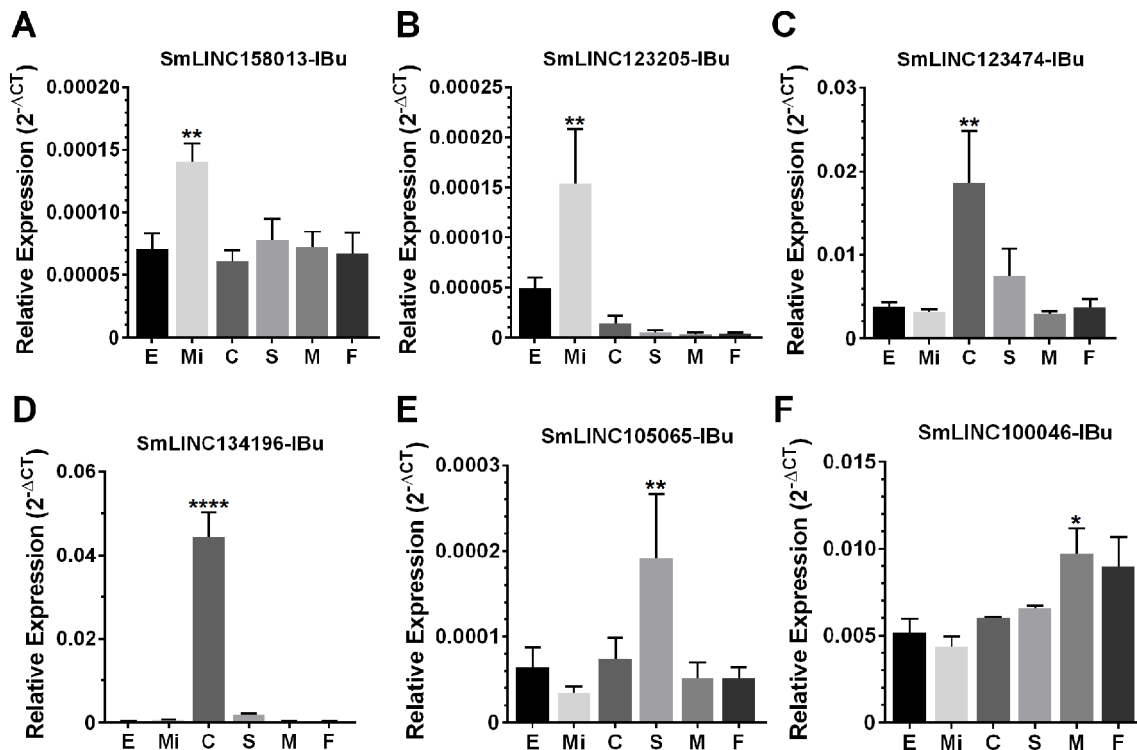 A
SmLINC158013-IBu
Relative Expression (2^-ΔCT)
0.00020
0.00015
0.00010
0.00005
0
**
E Mi C S M F
B
SmLINC123205-IBu
Relative Expression (2^-ΔCT)
0.00025
0.00020
0.00015
0.00010
0.00005
0
**
E Mi C S M F
C
SmLINC123474-IBu
Relative Expression (2^-ΔCT)
0.03
0.02
0.01
0
**
E Mi C S M F
D
SmLINC134196-IBu
Relative Expression (2^-ΔCT)
0.06
0.04
0.02
0
****
E Mi C S M F
E
SmLINC105065-IBu
Relative Expression (2^-ΔCT)
0.0003
0.0002
0.0001
0
**
E Mi C S M F
F
SmLINC100046-IBu
Relative Expression (2^-ΔCT)
0.015
0.010
0.005
0
*
E Mi C S M F